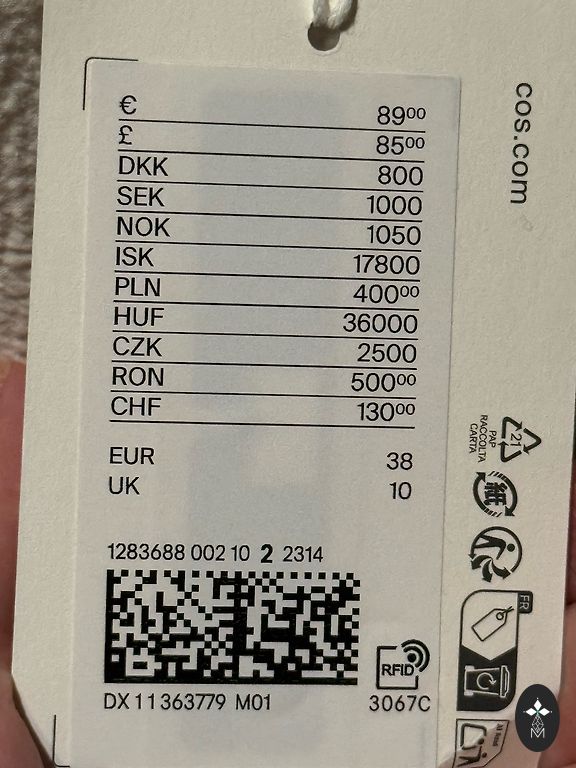 € 89⁰⁰
£ 85⁰⁰
DKK 800
SEK 1000
NOK 1050
ISK 17800
PLN 400⁰⁰
HUF 36000
CZK 2500
RON 500⁰⁰
CHF 130⁰⁰
EUR 38
UK 10
1283688 002 10 2 2314
RFID
DX 11 363779 M01
3067C
cos.com
21
PAP
RACCOLTA
CARTA
紙
FR
M